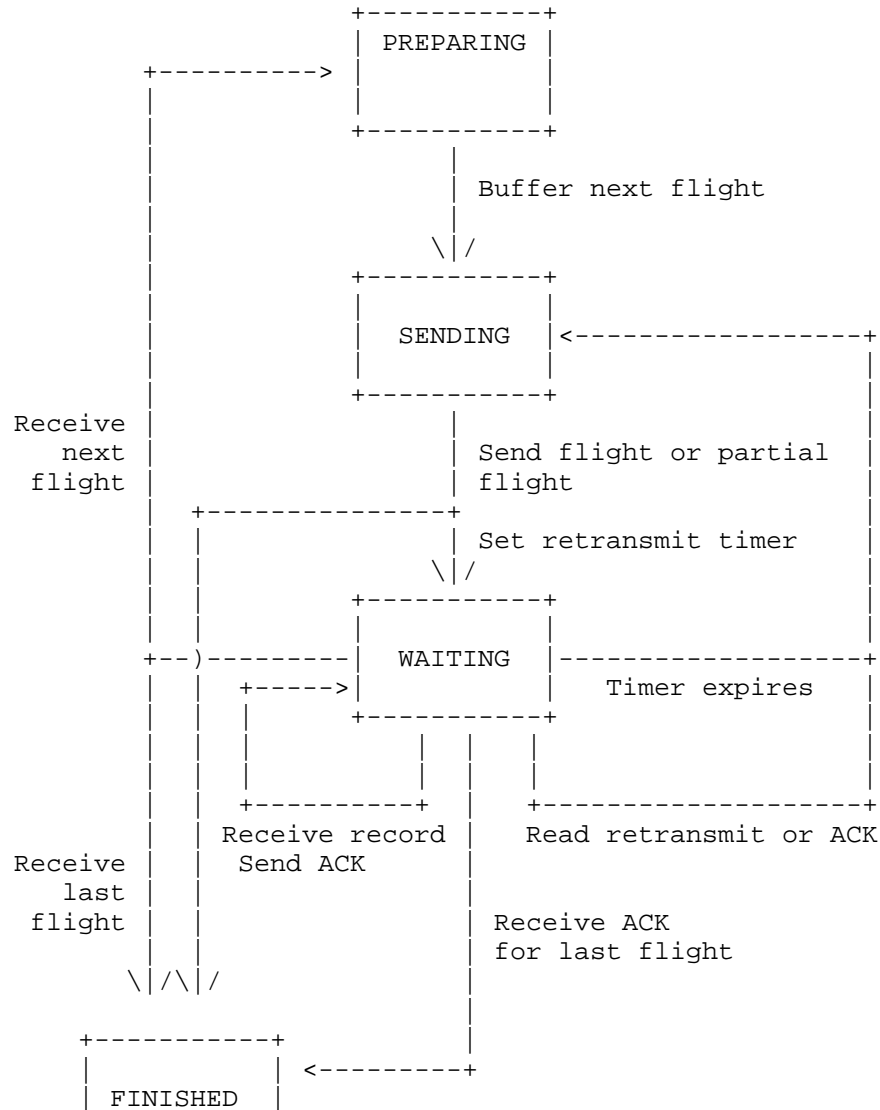 PREPARING
Buffer next flight
SENDING
Receive
next
flight
Send flight or partial
flight
Set retransmit timer
WAITING
Timer expires
Receive record
Send ACK
Read retransmit or ACK
Receive
last
flight
Receive ACK
for last flight
FINISHED